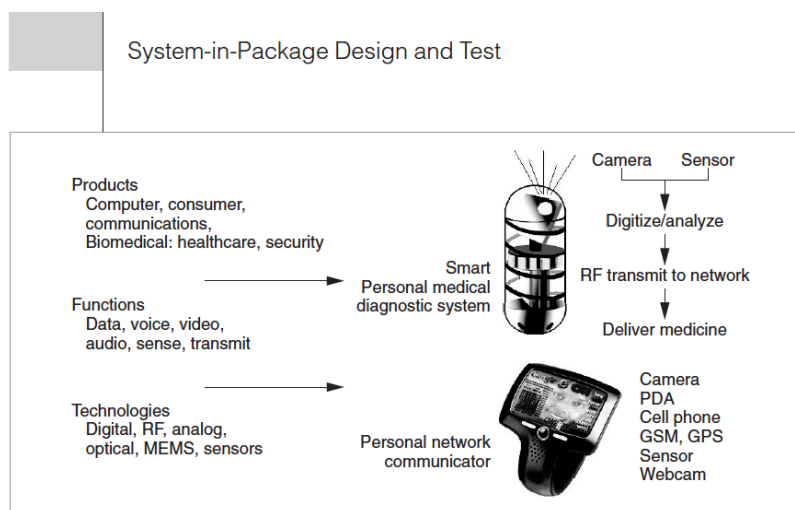 System-in-Package Design and Test
Products
Computer, consumer,
communications,
Biomedical: healthcare, security
Functions
Data, voice, video,
audio, sense, transmit
Technologies
Digital, RF, analog,
optical, MEMS, sensors
Smart
Personal medical
diagnostic system
Camera Sensor
Digitize/analyze
RF transmit to network
Deliver medicine
Personal network
communicator
Google
Camera
PDA
Cell phone
GSM, GPS
Sensor
Webcam